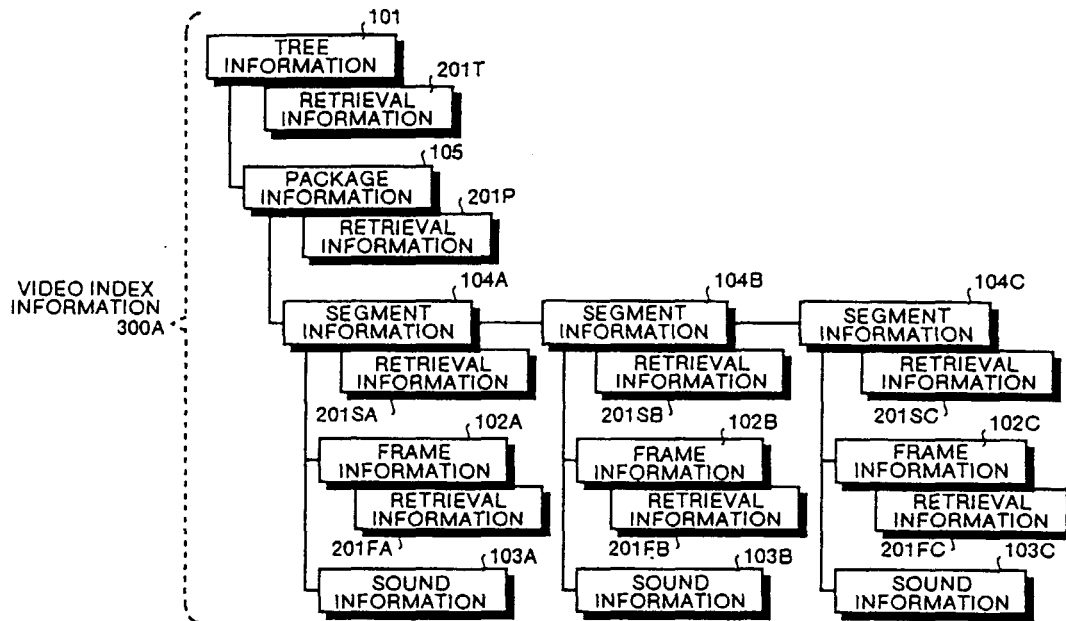 101
TREE
INFORMATION
201T
RETRIEVAL
INFORMATION
105
PACKAGE
INFORMATION
201P
RETRIEVAL
INFORMATION
VIDEO INDEX
INFORMATION
300A
104A
SEGMENT
INFORMATION
104B
SEGMENT
INFORMATION
104C
SEGMENT
INFORMATION
RETRIEVAL
INFORMATION
201SA
RETRIEVAL
INFORMATION
201SB
RETRIEVAL
INFORMATION
201SC
102A
FRAME
INFORMATION
102B
FRAME
INFORMATION
102C
FRAME
INFORMATION
RETRIEVAL
INFORMATION
201FA
RETRIEVAL
INFORMATION
201FB
RETRIEVAL
INFORMATION
201FC
103A
SOUND
INFORMATION
103B
SOUND
INFORMATION
103C
SOUND
INFORMATION